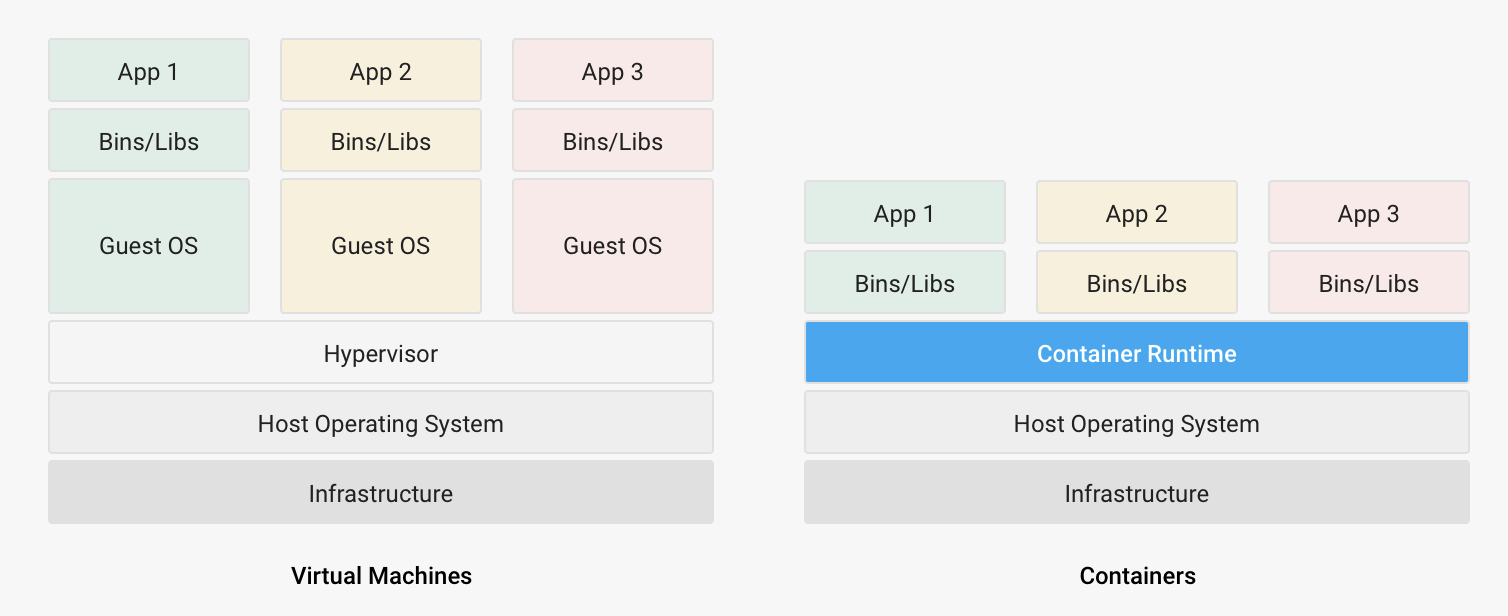 App 1
App 2
App 3
Bins/Libs
Bins/Libs
Bins/Libs
Guest OS
Guest OS
Guest OS
Hypervisor
Host Operating System
Infrastructure
Virtual Machines
App 1
App 2
App 3
Bins/Libs
Bins/Libs
Bins/Libs
Container Runtime
Host Operating System
Infrastructure
Containers